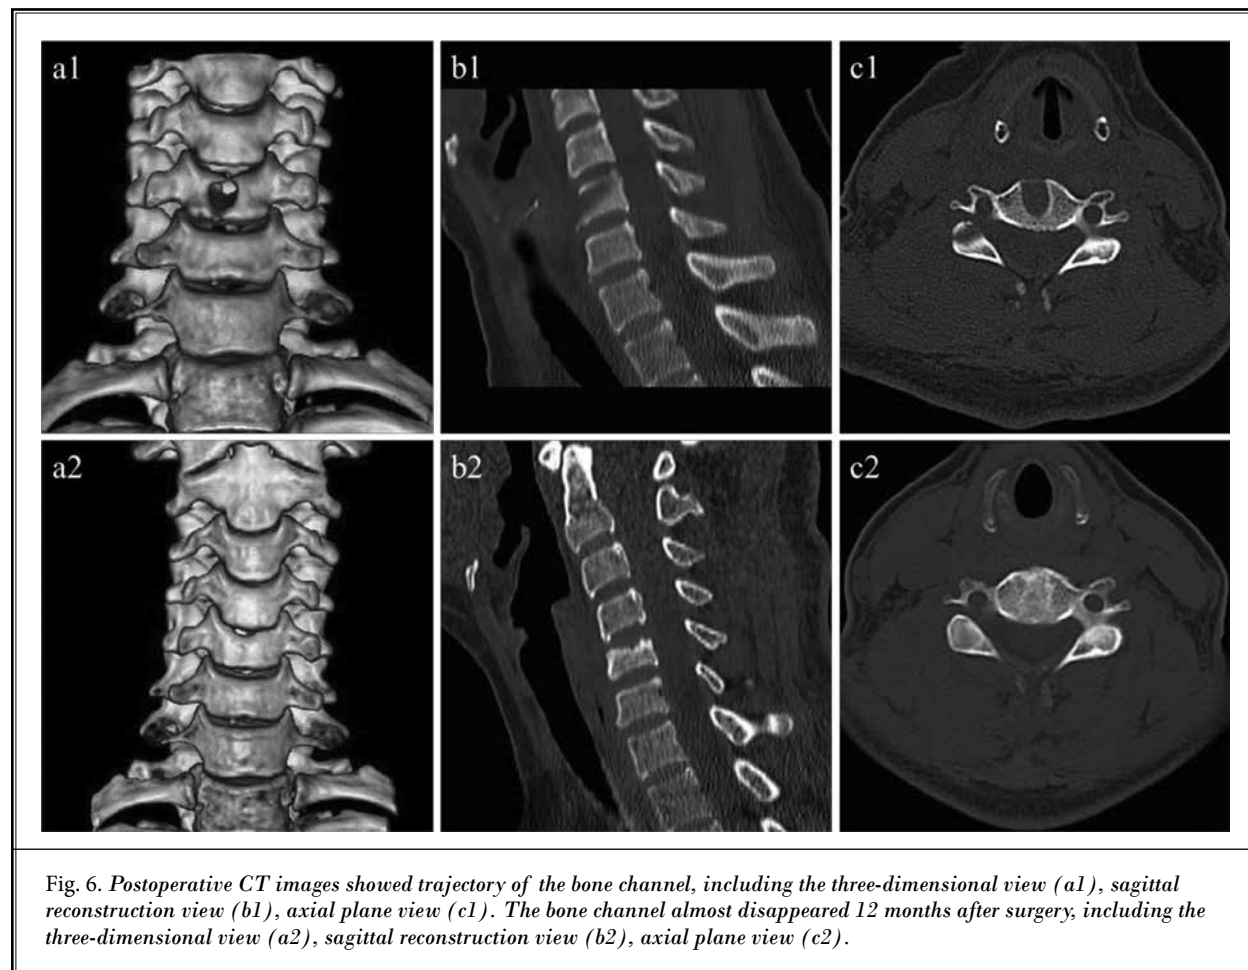 a1
b1
c1
a2
b2
c2
Fig. 6. Postoperative CT images showed trajectory of the bone channel, including the three-dimensional view (a1), sagittal
reconstruction view (b1), axial plane view (c1). The bone channel almost disappeared 12 months after surgery, including the
three-dimensional view (a2), sagittal reconstruction view (b2), axial plane view (c2).